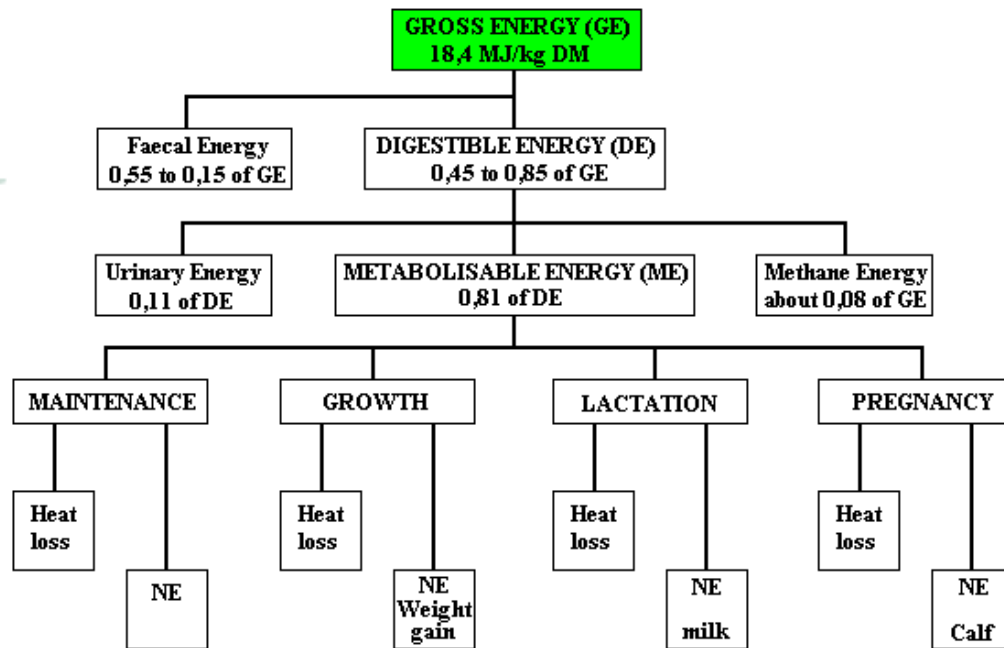 GROSS ENERGY (GE)
18,4 MJ/kg DM
Faecal Energy
0,55 to 0,15 of GE
DIGESTIBLE ENERGY (DE)
0,45 to 0,85 of GE
Urinary Energy
0,11 of DE
METABOLISABLE ENERGY (ME)
0,81 of DE
Methane Energy
about 0,08 of GE
MAINTENANCE
GROWTH
LACTATION
PREGNANCY
Heat
loss
Heat
loss
Heat
loss
Heat
loss
NE
NE
Weight
gain
NE
milk
NE
Calf